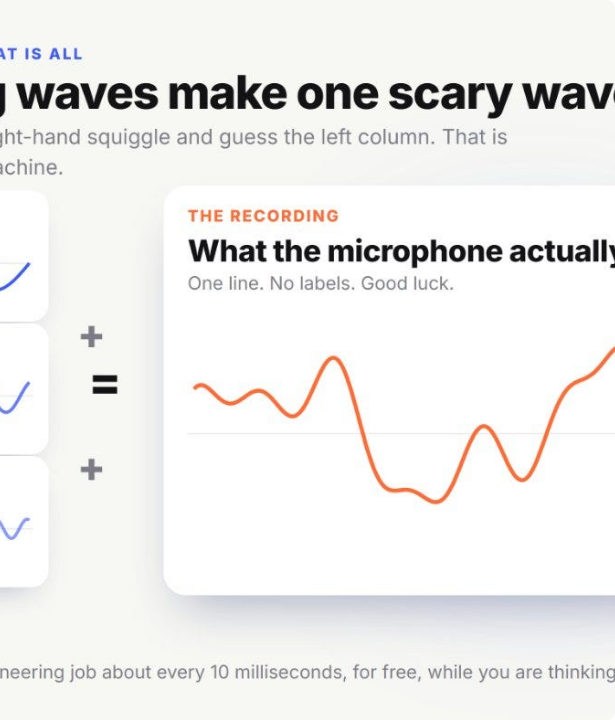 AT IS ALL
g waves make one scary wav
ght-hand squiggle and guess the left column. That is
achine.
THE RECORDING
What the microphone actually
One line. No labels. Good luck.
+
=
+
neering job about every 10 milliseconds, for free, while you are thinking